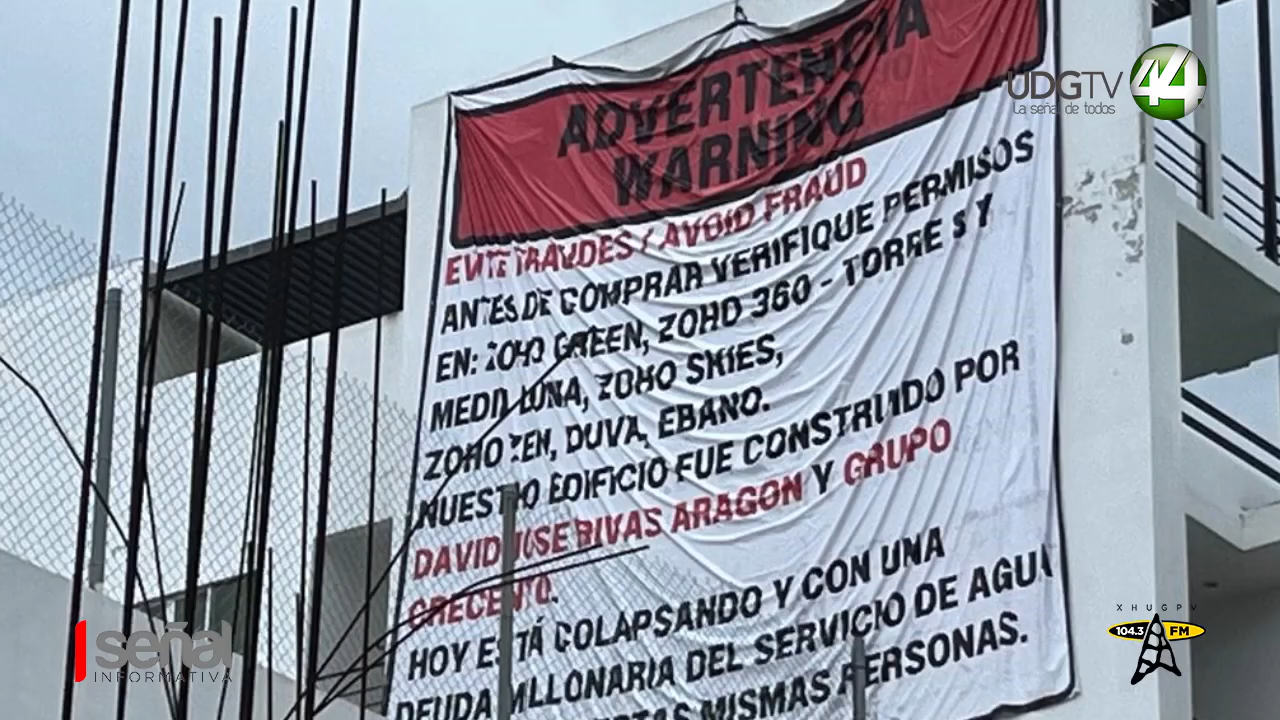 ADVERTENCIA
WARNING
EVITE FRAUDES / AVOID FRAUD
ANTES DE COMPRAR VERIFIQUE PERMISOS
EN: ZOHO GREEN, ZOHO 360 - TORRE S Y
MEDIA LUNA, ZOHO SKIES,
ZOHO ZEN, DUVA, EBANO.
NUESTRO EDIFICIO FUE CONSTRUIDO POR
DAVID JOSE RIVAS ARAGON Y GRUPO
CRECENTO.
HOY ESTÁ COLAPSANDO Y CON UNA
DEUDA MILLONARIA DEL SERVICIO DE AGUA
MISMAS PERSONAS.
UDGTV 44
La señal de todos
señal
INFORMATIVA
XHUGPV
104.3 FM